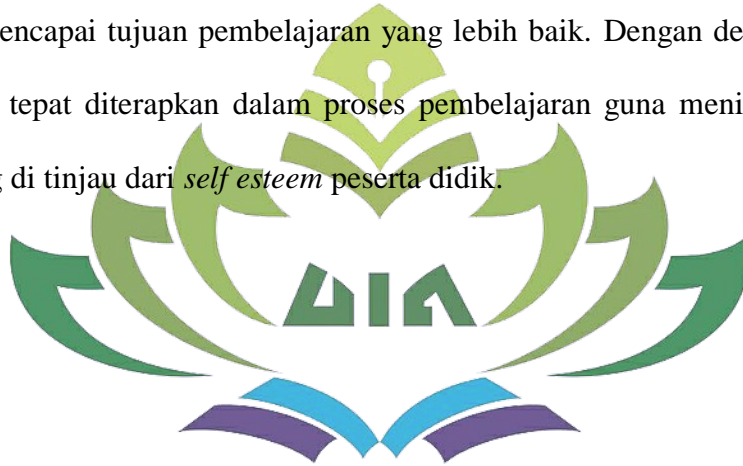 encapai tujuan pembelajaran yang lebih baik. Dengan de
tepat diterapkan dalam proses pembelajaran guna meni
di tinjau dari self esteem peserta didik.
UIN